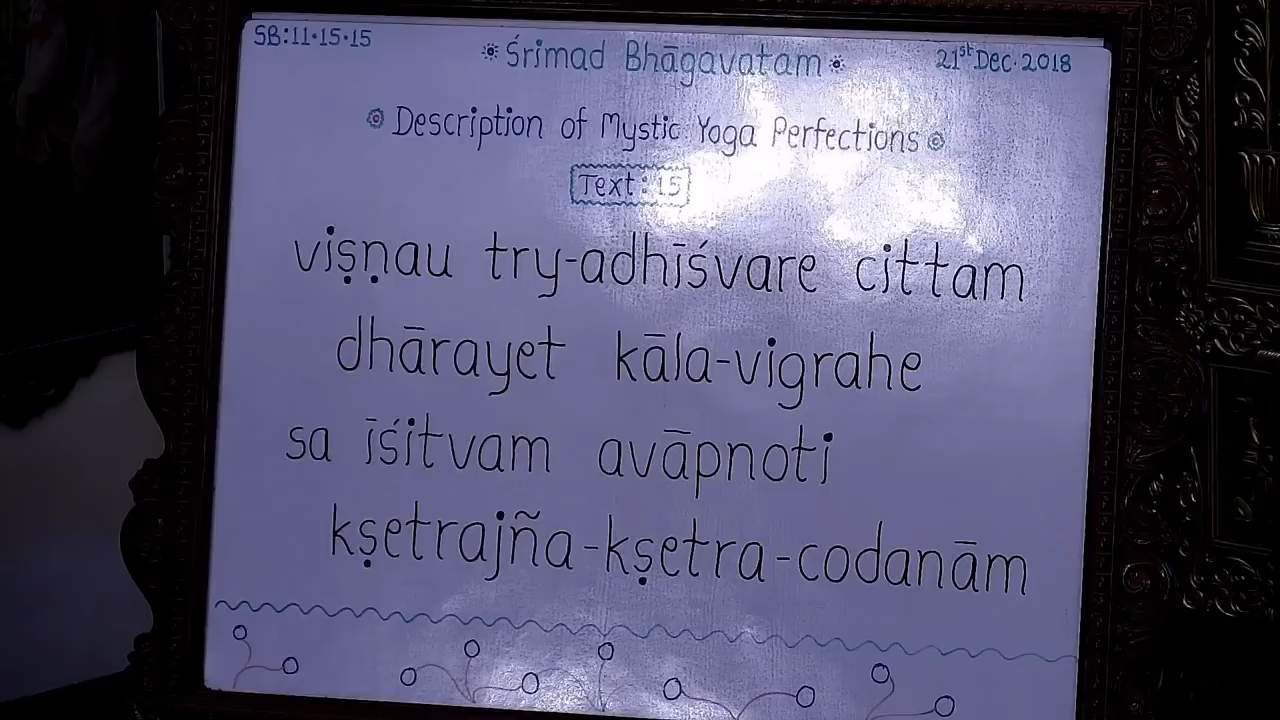 SB:11·15·15
Śrimad Bhāgavatam
21st Dec·2018
Description of Mystic Yoga Perfections
Text:15
viṣṇau try-adhīśvare cittam
dhārayet kāla-vigrahe
sa īśitvam avāpnoti
kṣetrajña-kṣetra-codanām